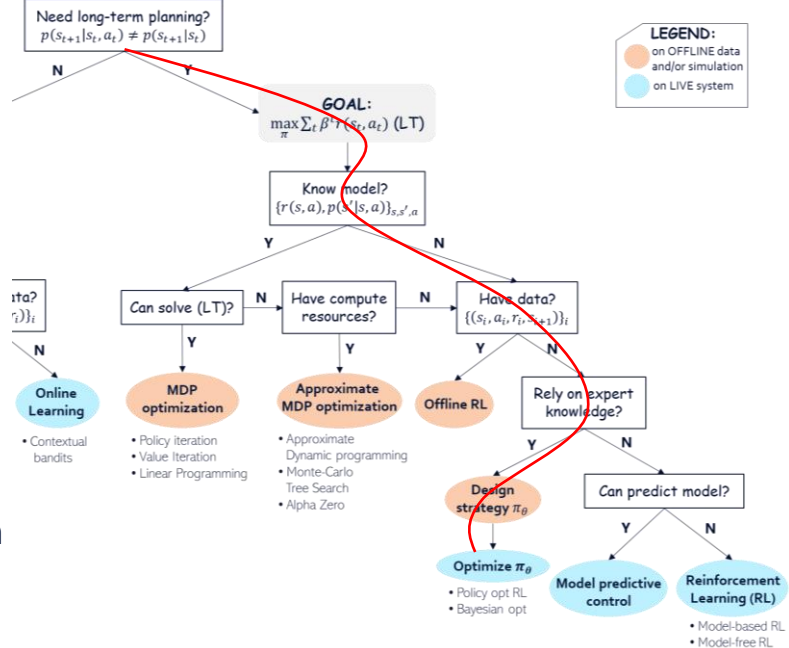 Need long-term planning?
p(s_{t+1}|s_t, a_t) ≠ p(s_{t+1}|s_t)
LEGEND:
on OFFLINE data
and/or simulation
on LIVE system
N
Y
GOAL:
max_π ∑_t β^t r(s_t, a_t) (LT)
Know model?
{r(s, a), p(s'|s, a)}_{s,s',a}
Y
N
ata?
r_i)}_i
Can solve (LT)?
N
Have compute
resources?
N
Have data?
{(s_i, a_i, r_i, s_{i+1})}_i
N
Y
Y
Y
N
Online
Learning
• Contextual
bandits
MDP
optimization
• Policy iteration
• Value Iteration
• Linear Programming
Approximate
MDP optimization
• Approximate
Dynamic programming
• Monte-Carlo
Tree Search
• Alpha Zero
Offline RL
Rely on expert
knowledge?
Y
N
Design
strategy π_θ
Can predict model?
Y
N
Optimize π_θ
• Policy opt RL
• Bayesian opt
Model predictive
control
Reinforcement
Learning (RL)
• Model-based RL
• Model-free RL